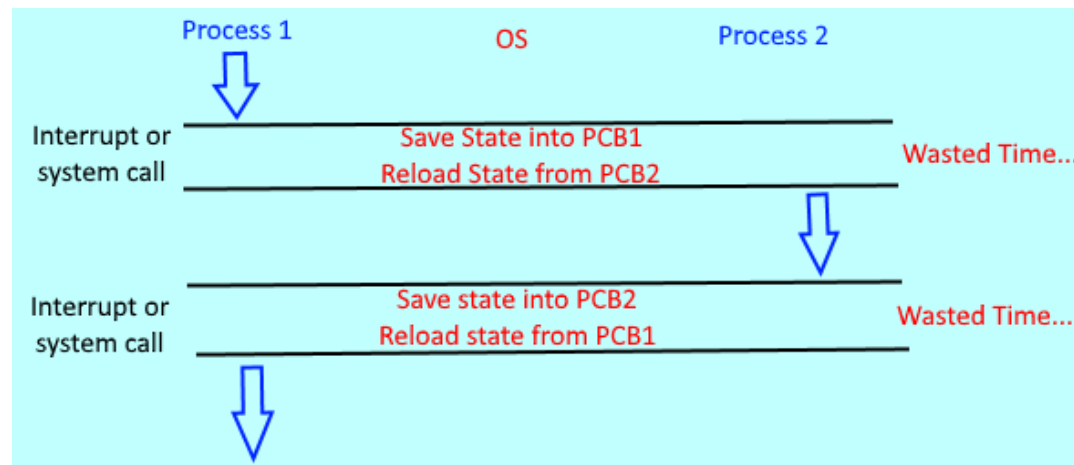 Process 1
OS
Process 2
Interrupt or
system call
Save State into PCB1
Reload State from PCB2
Wasted Time...
Interrupt or
system call
Save state into PCB2
Reload state from PCB1
Wasted Time...